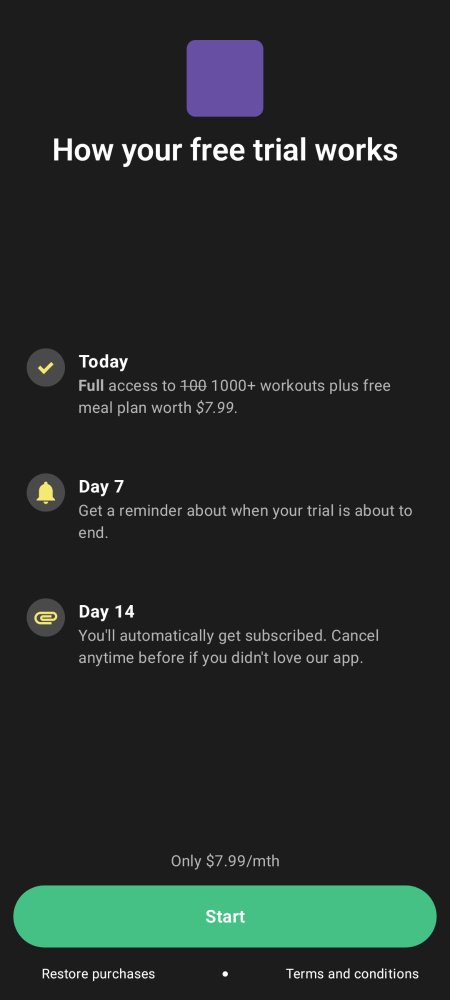 How your free trial works
Today
Full access to 100 1000+ workouts plus free
meal plan worth $7.99.
Day 7
Get a reminder about when your trial is about to
end.
Day 14
You'll automatically get subscribed. Cancel
anytime before if you didn't love our app.
Only $7.99/mth
Start
Restore purchases • Terms and conditions